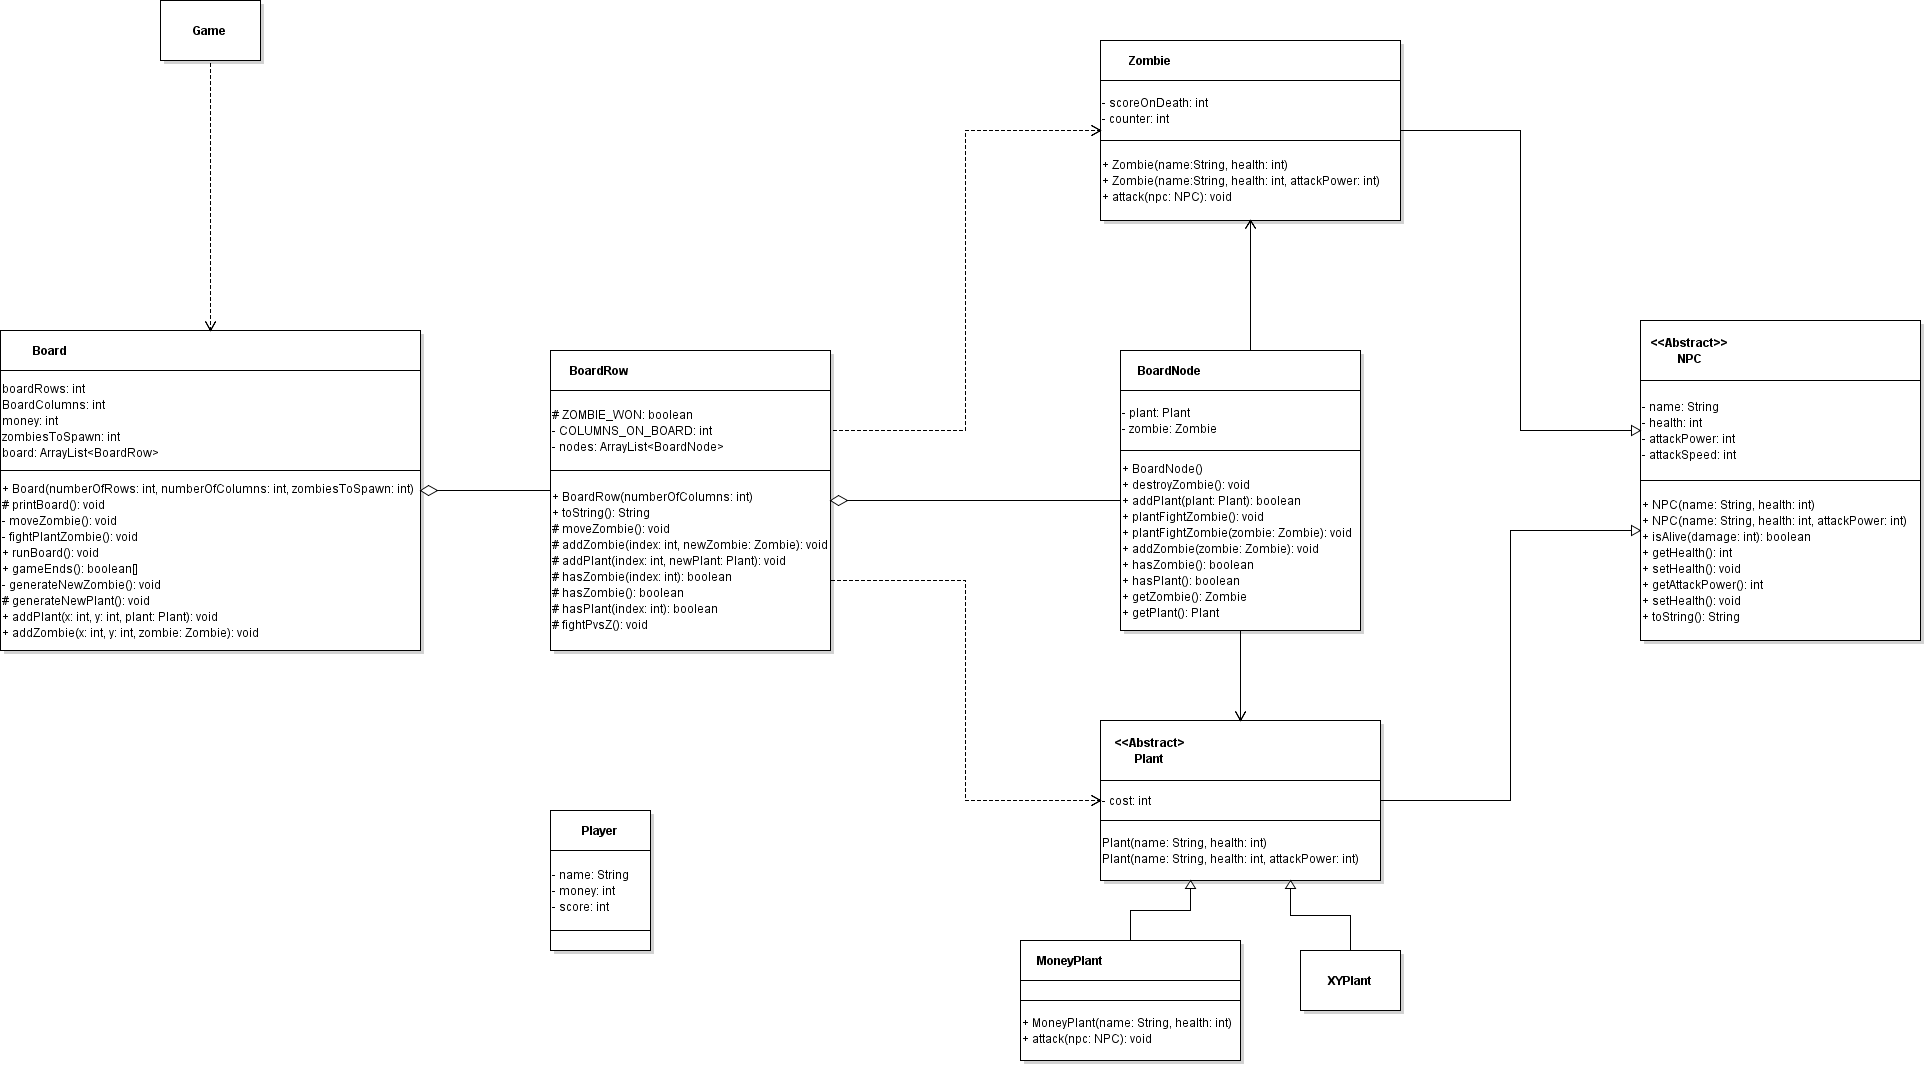 Game
Zombie
- scoreOnDeath: int
- counter: int
+ Zombie(name:String, health: int)
+ Zombie(name:String, health: int, attackPower: int)
+ attack(npc: NPC): void
Board
boardRows: int
BoardColumns: int
money: int
zombiesToSpawn: int
board: ArrayList<BoardRow>
+ Board(numberOfRows: int, numberOfColumns: int, zombiesToSpawn: int)
# printBoard(): void
- moveZombie(): void
- fightPlantZombie(): void
+ runBoard(): void
+ gameEnds(): boolean[]
- generateNewZombie(): void
# generateNewPlant(): void
+ addPlant(x: int, y: int, plant: Plant): void
+ addZombie(x: int, y: int, zombie: Zombie): void
BoardRow
# ZOMBIE_WON: boolean
- COLUMNS_ON_BOARD: int
- nodes: ArrayList<BoardNode>
+ BoardRow(numberOfColumns: int)
+ toString(): String
# moveZombie(): void
# addZombie(index: int, newZombie: Zombie): void
# addPlant(index: int, newPlant: Plant): void
# hasZombie(index: int): boolean
# hasZombie(): boolean
# hasPlant(index: int): boolean
# fightPvsZ(): void
BoardNode
- plant: Plant
- zombie: Zombie
+ BoardNode()
+ destroyZombie(): void
+ addPlant(plant: Plant): boolean
+ plantFightZombie(): void
+ plantFightZombie(zombie: Zombie): void
+ addZombie(zombie: Zombie): void
+ hasZombie(): boolean
+ hasPlant(): boolean
+ getZombie(): Zombie
+ getPlant(): Plant
<<Abstract>>
NPC
- name: String
- health: int
- attackPower: int
- attackSpeed: int
+ NPC(name: String, health: int)
+ NPC(name: String, health: int, attackPower: int)
+ isAlive(damage: int): boolean
+ getHealth(): int
+ setHealth(): void
+ getAttackPower(): int
+ setHealth(): void
+ toString(): String
<<Abstract>
Plant
- cost: int
Plant(name: String, health: int)
Plant(name: String, health: int, attackPower: int)
Player
- name: String
- money: int
- score: int
MoneyPlant
+ MoneyPlant(name: String, health: int)
+ attack(npc: NPC): void
XYPlant